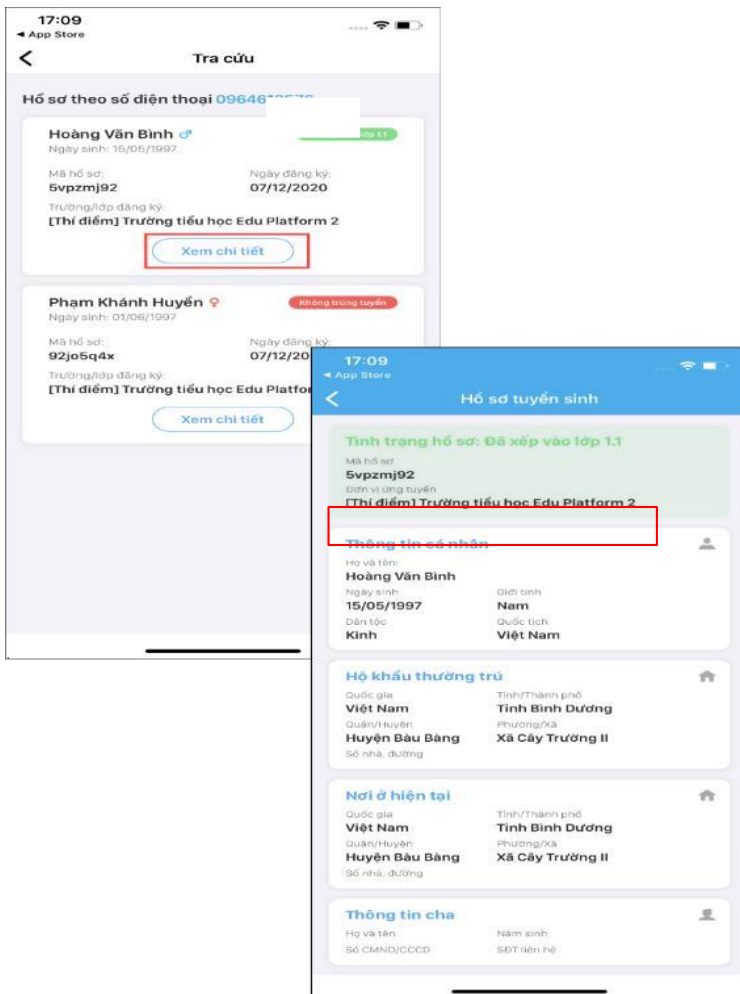 17:09
App Store
Tra cứu
Hồ sơ theo số điện thoại
Hoàng Văn Bình
lớp 1.1
Ngày sinh: 15/05/1997
Mã hồ sơ: Ngày đăng ký:
5vpzmj92 07/12/2020
Trường/lớp đăng ký:
[Thí điểm] Trường tiểu học Edu Platform 2
Xem chi tiết
Phạm Khánh Huyền
Không trúng tuyển
Ngày sinh: 01/06/1997
Mã hồ sơ: Ngày đăng ký:
92jo5q4x 07/12/20
Trường/lớp đăng ký:
[Thí điểm] Trường tiểu học Edu Platfo
Xem chi tiết
17:09
App Store
Hồ sơ tuyển sinh
Tình trạng hồ sơ: Đã xếp vào lớp 1.1
Mã hồ sơ
5vpzmj92
Đơn vị ứng tuyển
[Thí điểm] Trường tiểu học Edu Platform 2
Thông tin cá nhân
Họ và tên:
Hoàng Văn Bình
Ngày sinh Giới tính
15/05/1997 Nam
Dân tộc Quốc tịch
Kinh Việt Nam
Hộ khẩu thường trú
Quốc gia Tỉnh/Thành phố
Việt Nam Tỉnh Bình Dương
Quận/Huyện Phường/Xã
Huyện Bàu Bàng Xã Cây Trường II
Số nhà, đường
Nơi ở hiện tại
Quốc gia Tỉnh/Thành phố
Việt Nam Tỉnh Bình Dương
Quận/Huyện Phường/Xã
Huyện Bàu Bàng Xã Cây Trường II
Số nhà, đường
Thông tin cha
Họ và tên Năm sinh
Số CMND/CCCD SĐT liên hệ